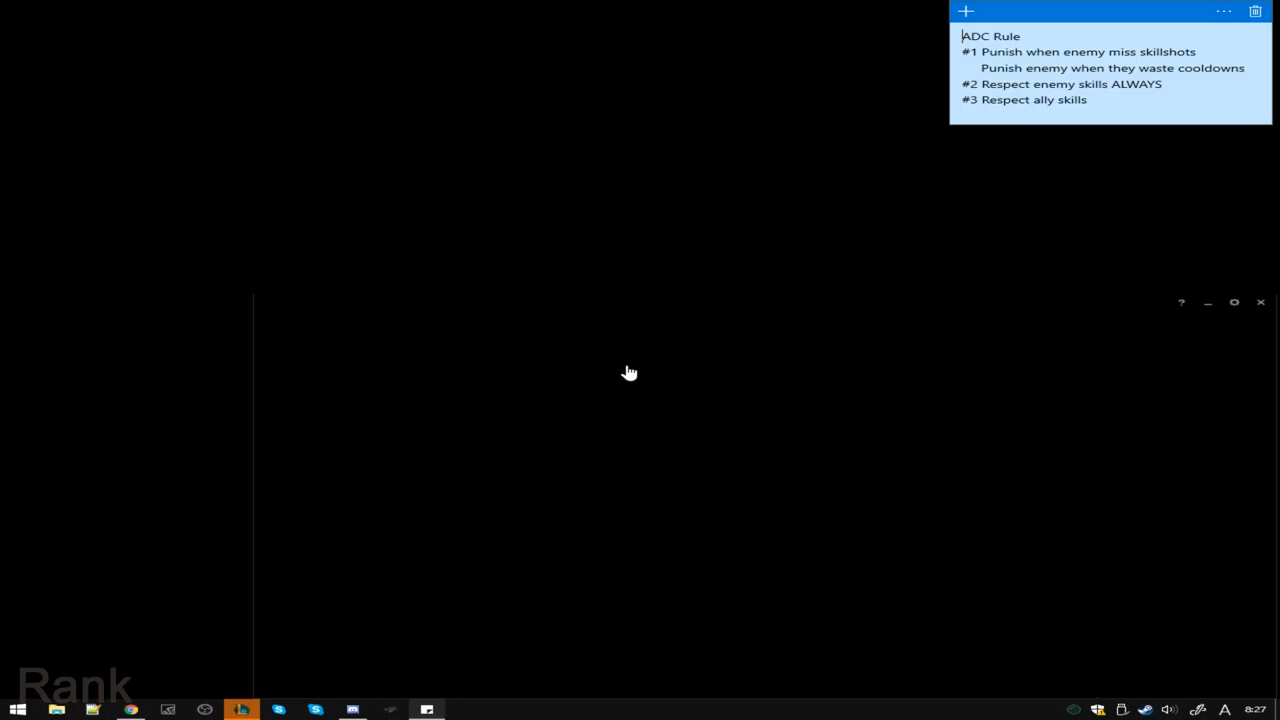 ADC Rule
#1 Punish when enemy miss skillshots
Punish enemy when they waste cooldowns
#2 Respect enemy skills ALWAYS
#3 Respect ally skills
Rank
8:27